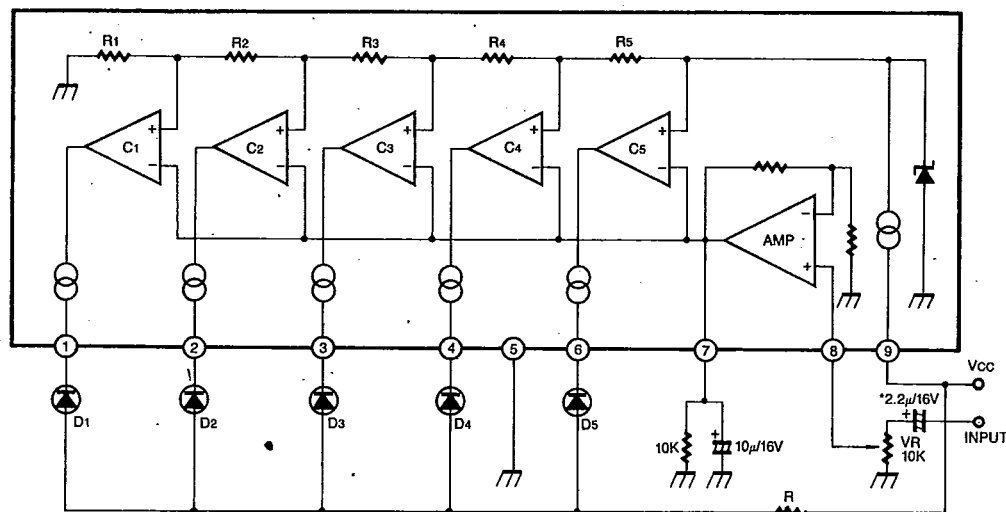 R1 R2 R3 R4 R5
+ + + + +
C1 C2 C3 C4 C5
− − − − −
− AMP +
1 2 3 4 5 6 7 8 9
VCC
*2.2μ/16V
+
D1 D2 D3 D4 D5
INPUT
10K + 10μ/16V
VR
10K
R